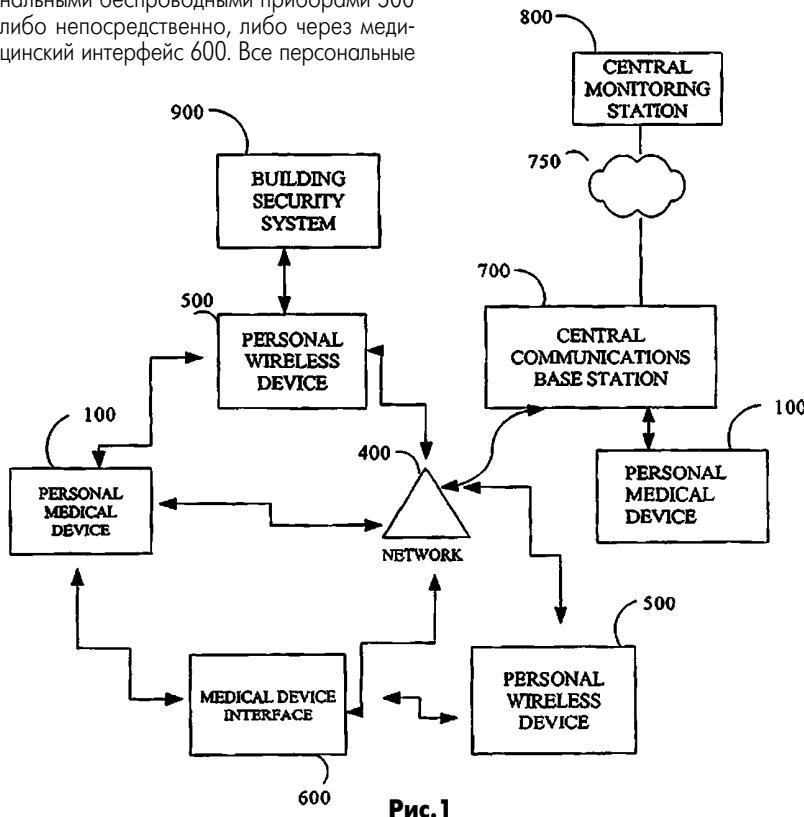 нальными беспроводными приборами 500
либо непосредственно, либо через меди-
цинский интерфейс 600. Все персональные
800
CENTRAL
MONITORING
STATION
900
750
BUILDING
SECURITY
SYSTEM
700
500
PERSONAL
WIRELESS
DEVICE
CENTRAL
COMMUNICATIONS
BASE STATION
100
100
400
PERSONAL
MEDICAL
DEVICE
PERSONAL
MEDICAL
DEVICE
NETWORK
500
MEDICAL DEVICE
INTERFACE
PERSONAL
WIRELESS
DEVICE
600
Рис.1